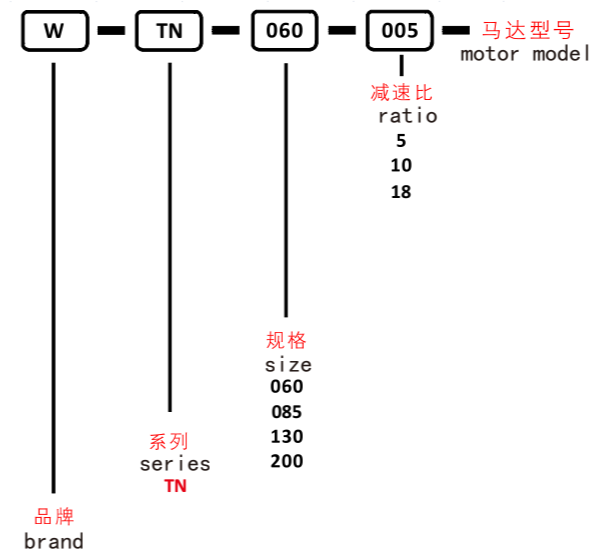 W TN 060 005 马达型号
motor model
减速比
ratio
5
10
18
规格
size
060
085
130
200
系列
series
TN
品牌
brand